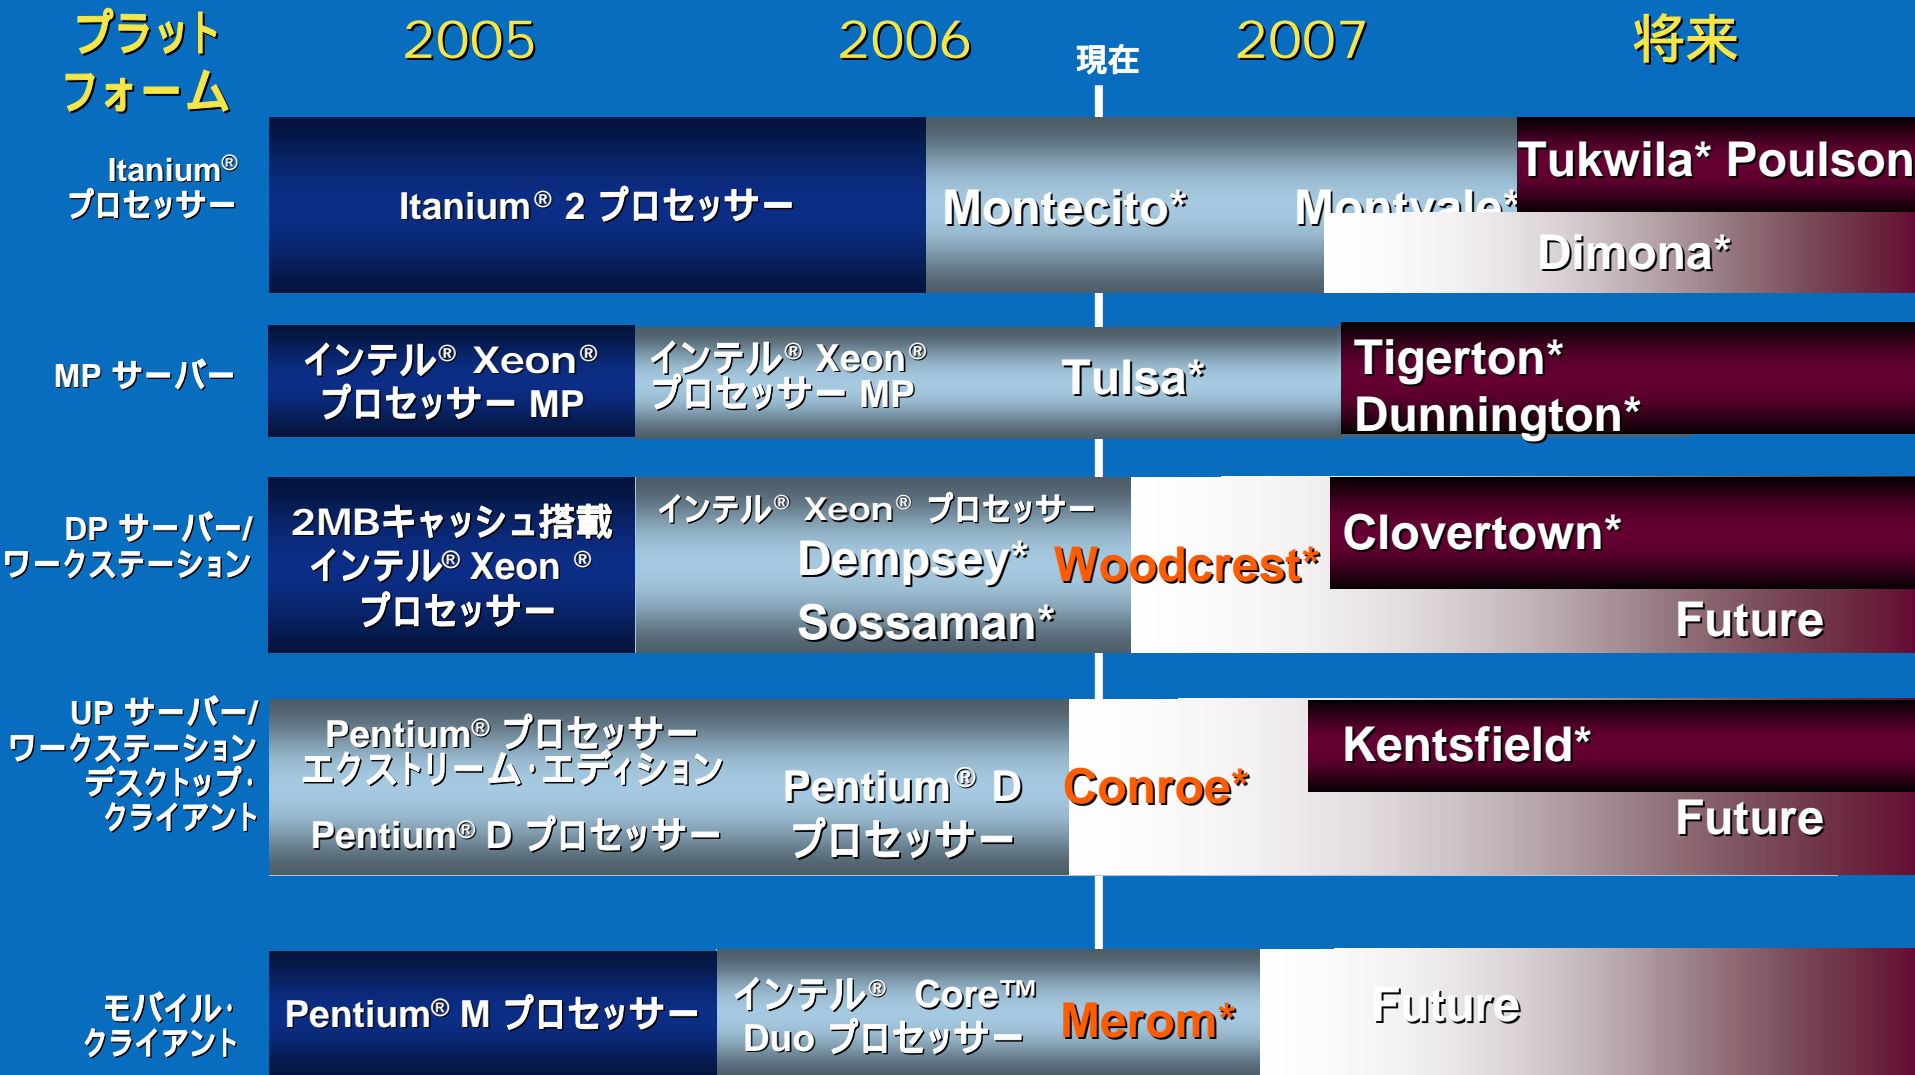 プラット
フォーム
2005
2006
現在
2007
将来
Itanium®
プロセッサー
Itanium® 2 プロセッサー
Montecito*
Montvale*
Tukwila* Poulson
Dimona*
MP サーバー
インテル® Xeon®
プロセッサー MP
インテル® Xeon®
プロセッサー MP
Tulsa*
Tigerton*
Dunnington*
DP サーバー/
ワークステーション
2MBキャッシュ搭載
インテル® Xeon ®
プロセッサー
インテル® Xeon® プロセッサー
Dempsey*
Sossaman*
Woodcrest*
Clovertown*
Future
UP サーバー/
ワークステーション
デスクトップ・
クライアント
Pentium® プロセッサー
エクストリーム・エディション
Pentium® D プロセッサー
Pentium® D
プロセッサー
Conroe*
Kentsfield*
Future
モバイル・
クライアント
Pentium® M プロセッサー
インテル® Core™
Duo プロセッサー
Merom*
Future